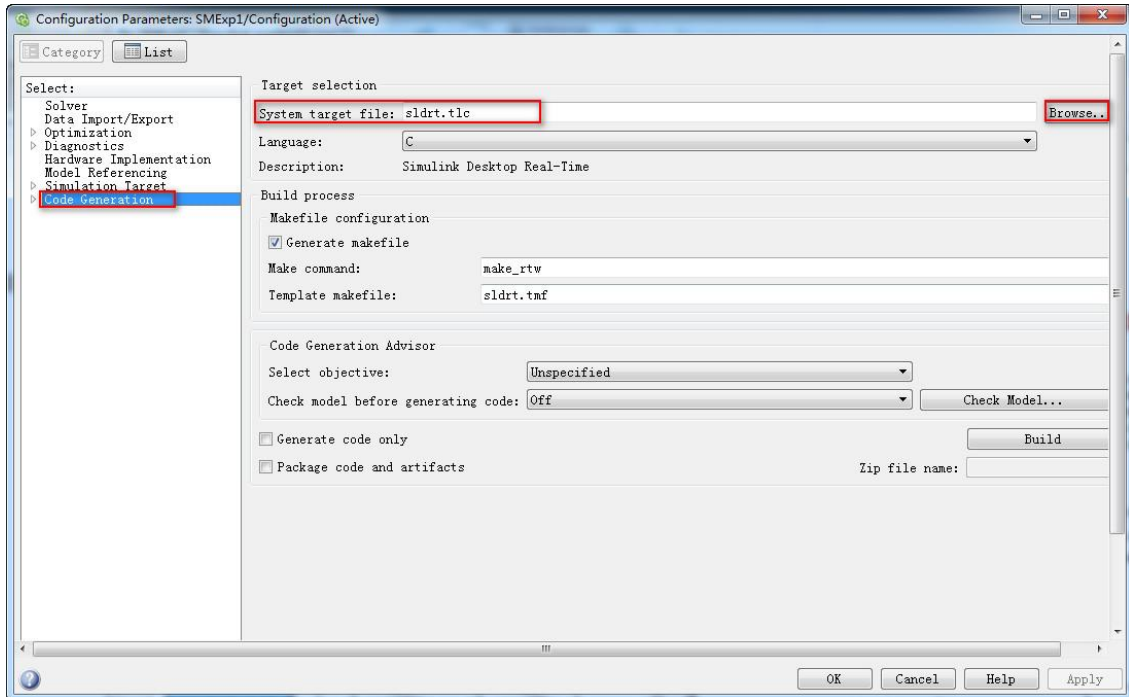 Configuration Parameters: SMExp1/Configuration (Active)
Category List
Select:
Solver
Data Import/Export
Optimization
Diagnostics
Hardware Implementation
Model Referencing
Simulation Target
Code Generation
Target selection
System target file: sldrt.tlc Browse..
Language: C
Description: Simulink Desktop Real-Time
Build process
Makefile configuration
Generate makefile
Make command: make_rtw
Template makefile: sldrt.tmf
Code Generation Advisor
Select objective: Unspecified
Check model before generating code: Off Check Model...
Generate code only Build
Package code and artifacts Zip file name:
OK Cancel Help Apply